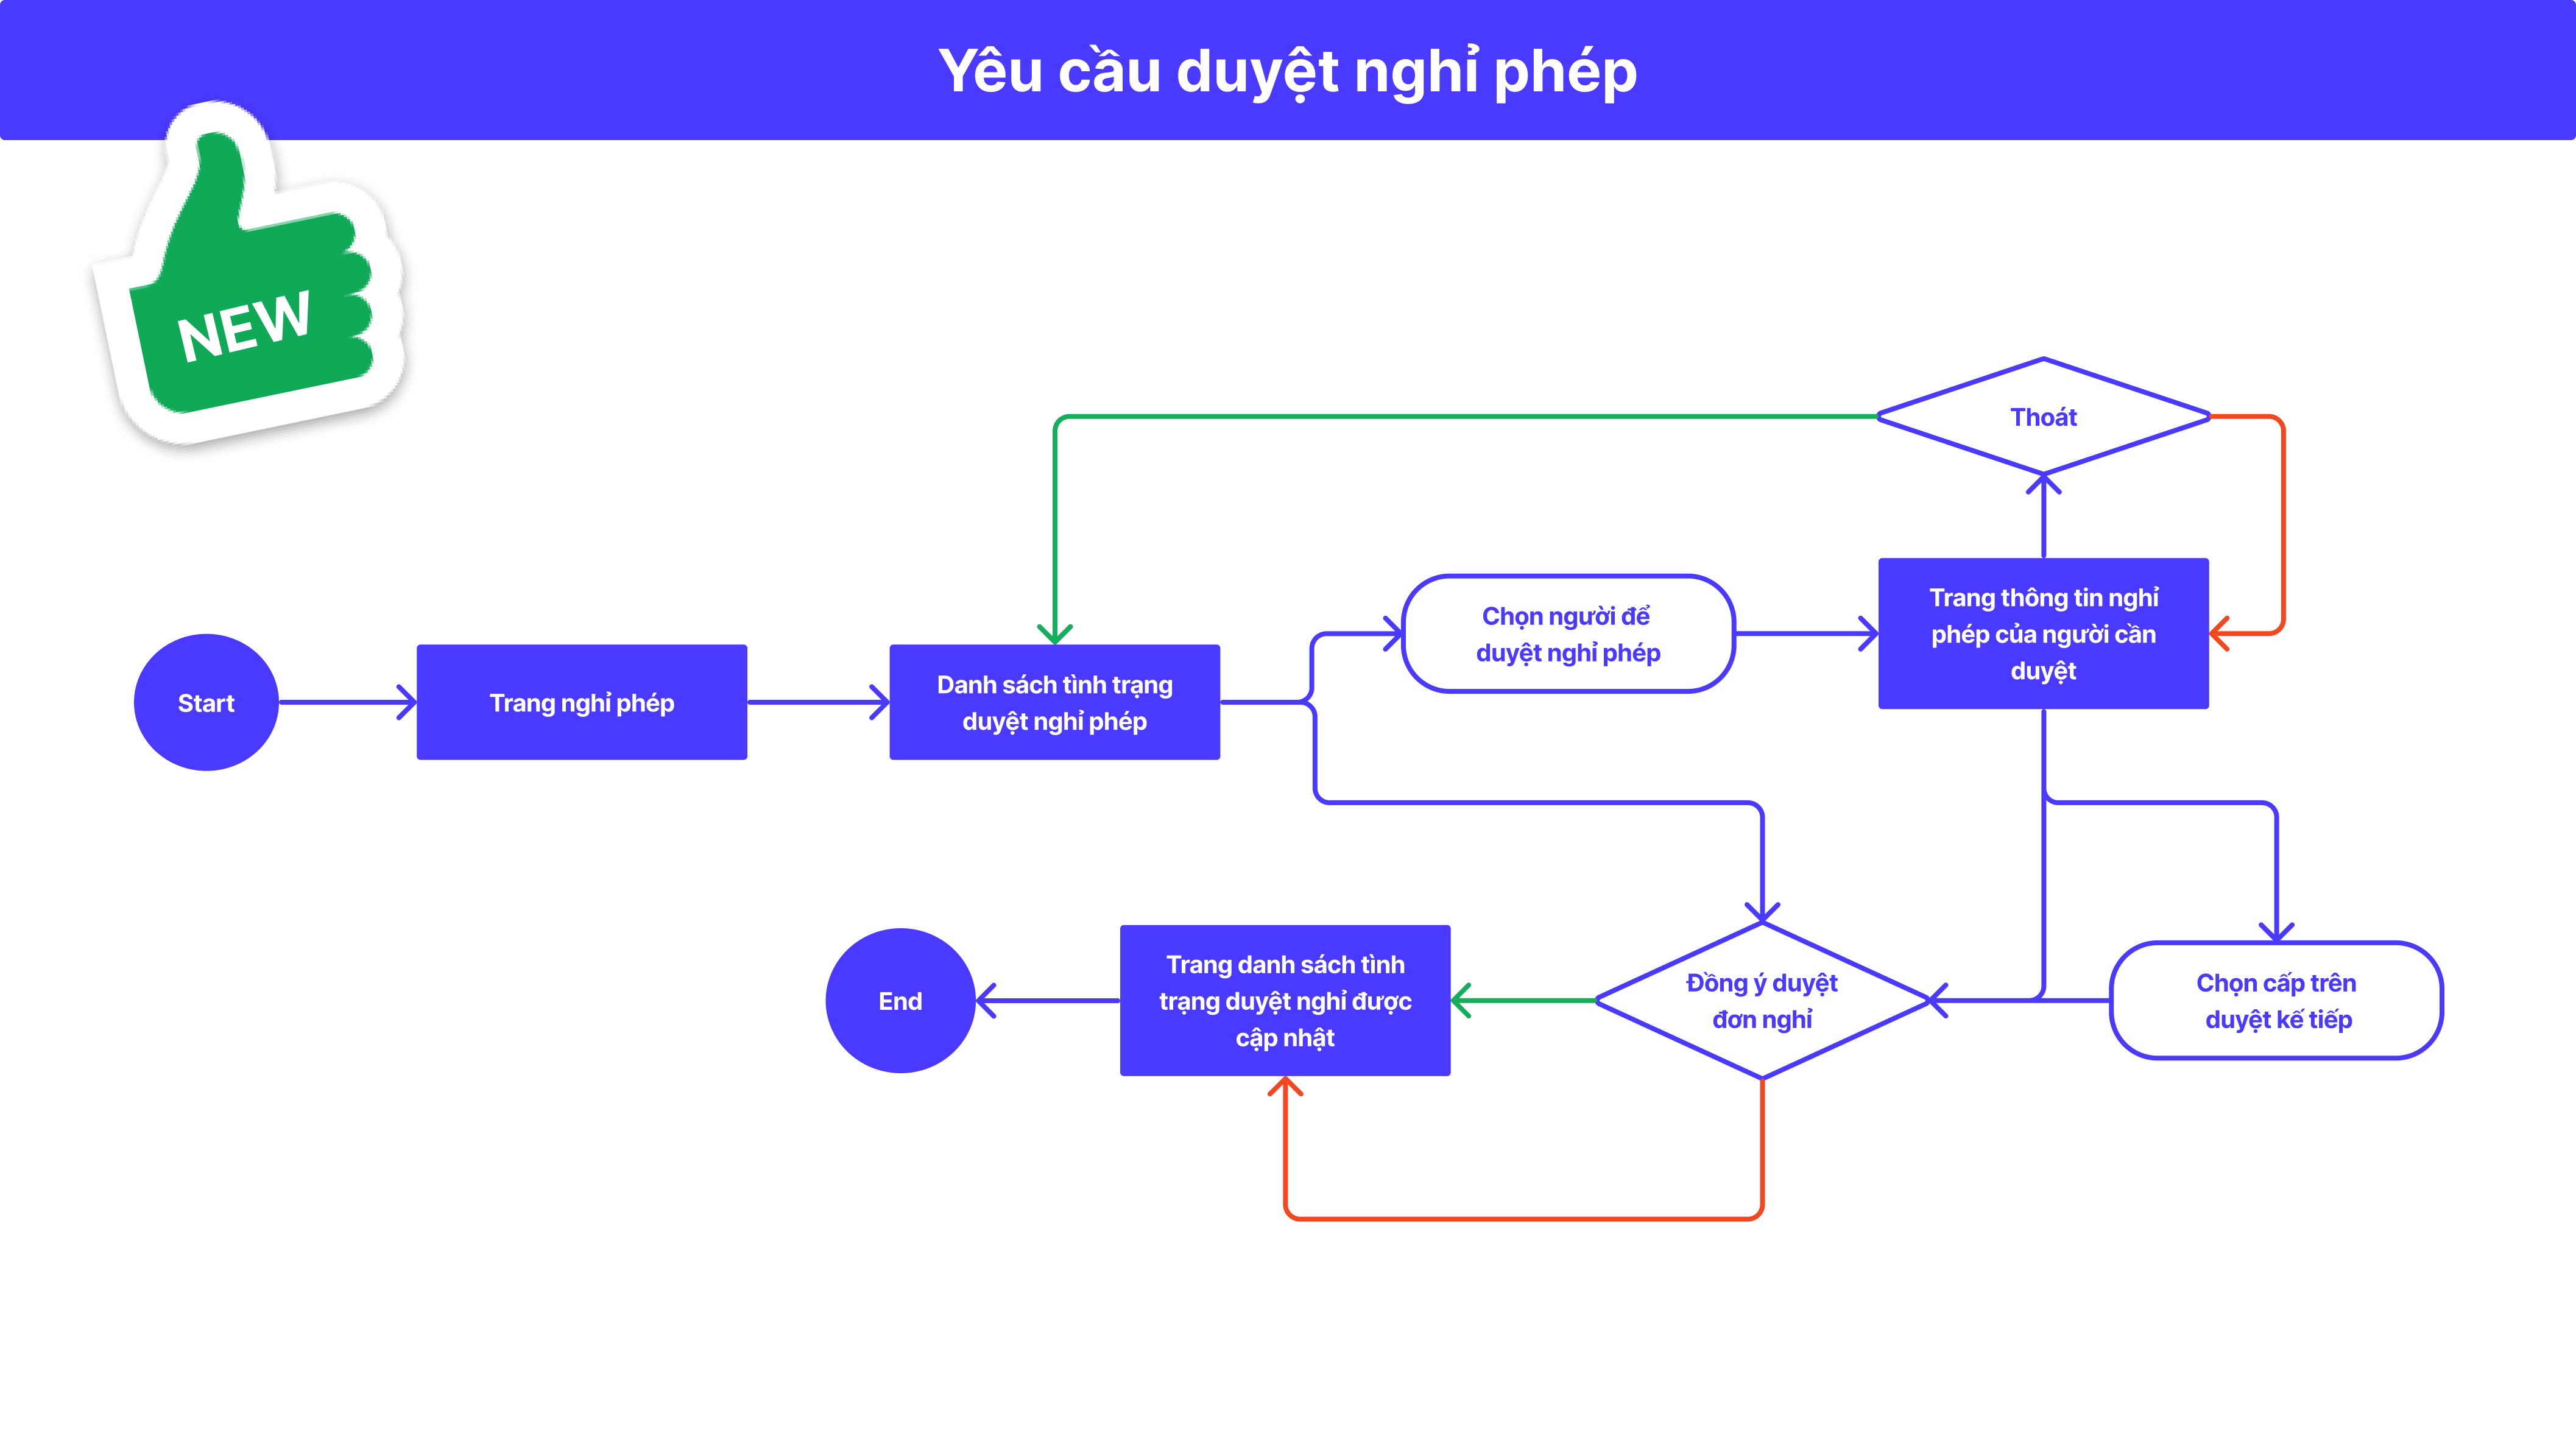 Yêu cầu duyệt nghỉ phép
NEW
Thoát
Chọn người để
duyệt nghỉ phép
Trang thông tin nghỉ
phép của người cần
duyệt
Start
Trang nghỉ phép
Danh sách tình trạng
duyệt nghỉ phép
End
Trang danh sách tình
trạng duyệt nghỉ được
cập nhật
Đồng ý duyệt
đơn nghỉ
Chọn cấp trên
duyệt kế tiếp